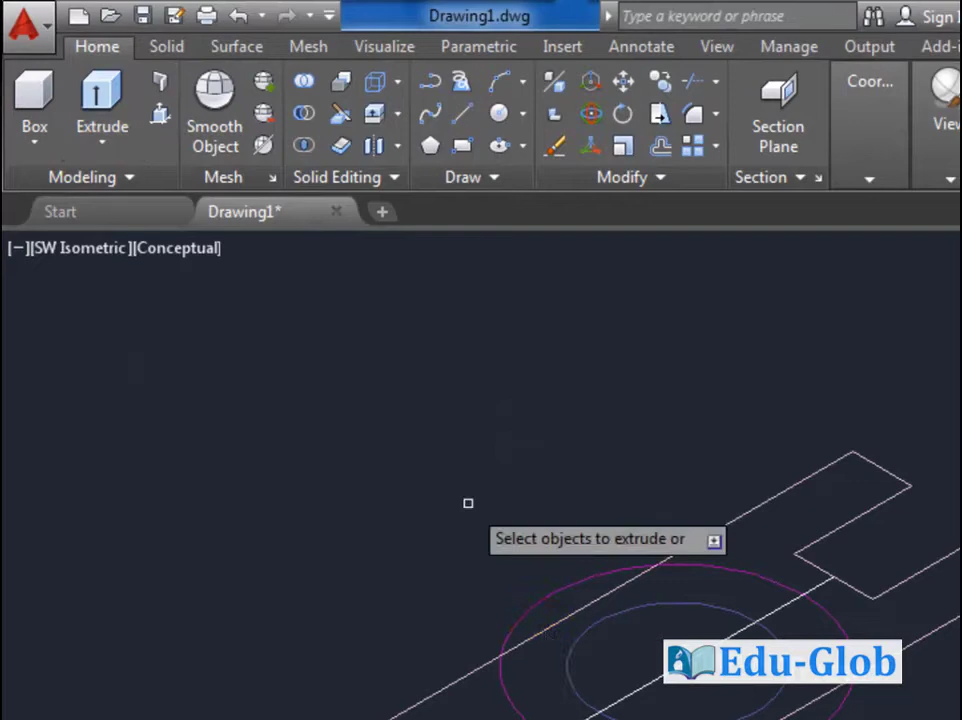 Drawing1.dwg
Type a keyword or phrase
Sign
Home Solid Surface Mesh Visualize Parametric Insert Annotate View Manage Output Add-i
Box
Extrude
Smooth
Object
Section
Plane
Coor...
View
Modeling Mesh Solid Editing Draw Modify Section
Start Drawing1*
[−][SW Isometric][Conceptual]
Select objects to extrude or
Edu-Glob